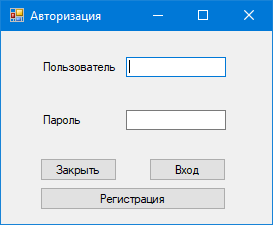 Авторизация
Пользователь
Пароль
Закрыть Вход
Регистрация